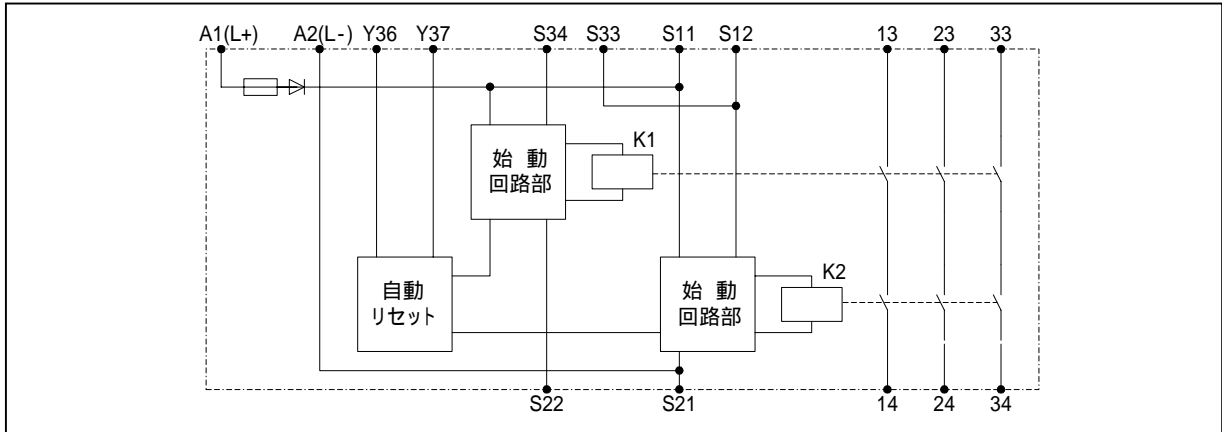 A1(L+) A2(L-) Y36 Y37 S34 S33 S11 S12 13 23 33
K1
始 動
回路部
K2
自動
リセット
始 動
回路部
S22 S21 14 24 34